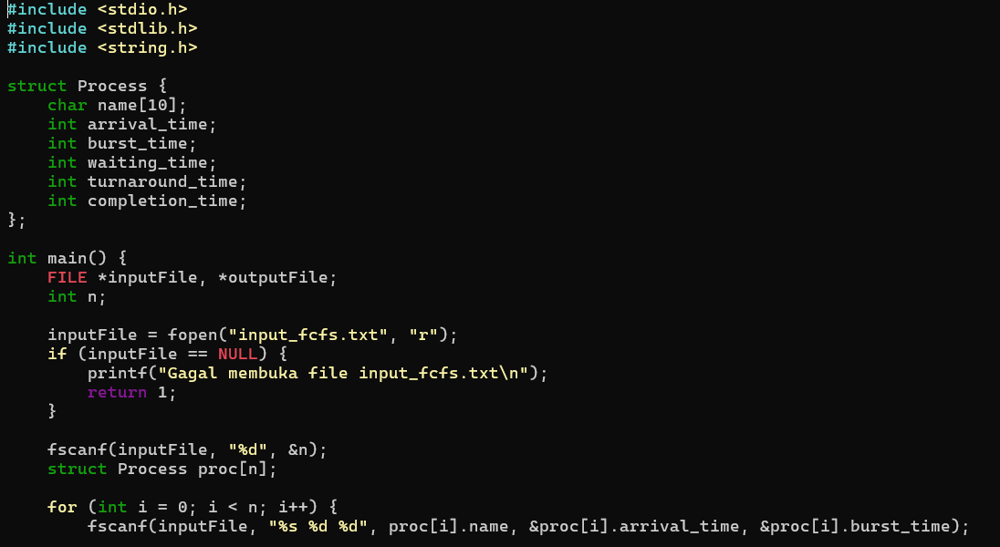 #include <stdio.h>
#include <stdlib.h>
#include <string.h>

struct Process {
    char name[10];
    int arrival_time;
    int burst_time;
    int waiting_time;
    int turnaround_time;
    int completion_time;
};

int main() {
    FILE *inputFile, *outputFile;
    int n;

    inputFile = fopen("input_fcfs.txt", "r");
    if (inputFile == NULL) {
        printf("Gagal membuka file input_fcfs.txt\n");
        return 1;
    }

    fscanf(inputFile, "%d", &n);
    struct Process proc[n];

    for (int i = 0; i < n; i++) {
        fscanf(inputFile, "%s %d %d", proc[i].name, &proc[i].arrival_time, &proc[i].burst_time);